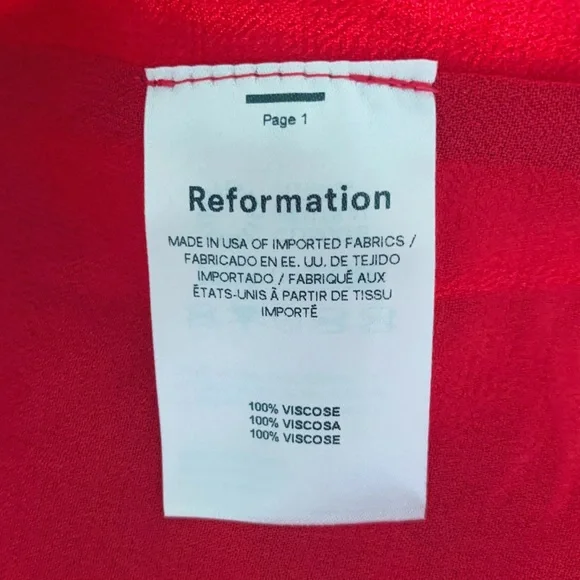 Page 1
Reformation
MADE IN USA OF IMPORTED FABRICS /
FABRICADO EN EE. UU. DE TEJIDO
IMPORTADO / FABRIQUÉ AUX
ÉTATS-UNIS À PARTIR DE TISSU
IMPORTÉ
100% VISCOSE
100% VISCOSA
100% VISCOSE